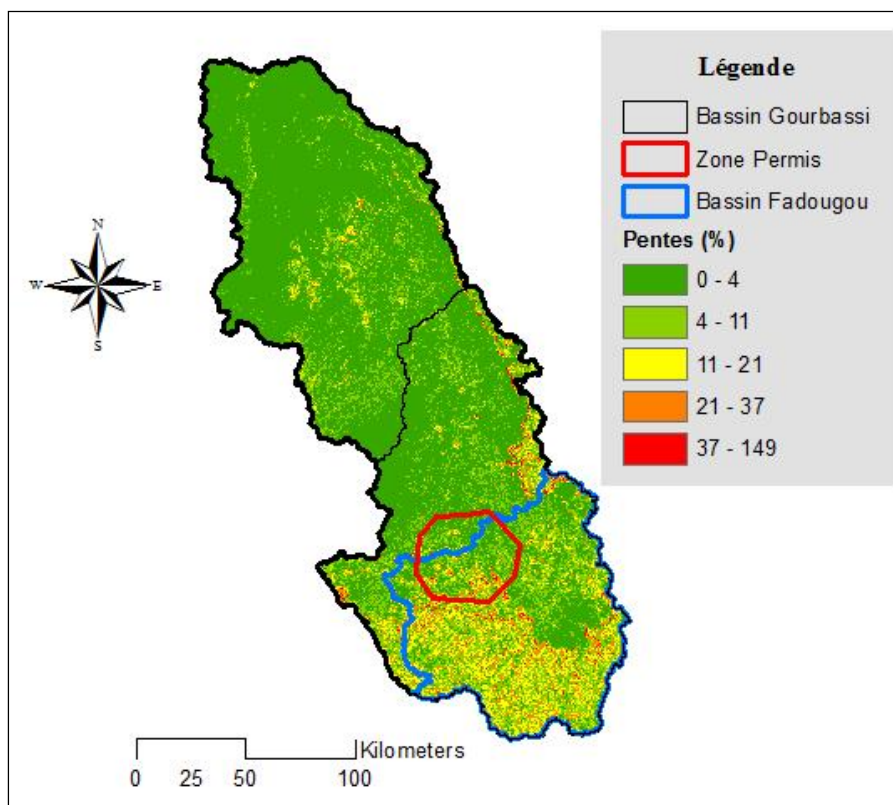 Légende
Bassin Gourbassi
Zone Permis
Bassin Fadougou
Pentes (%)
0 - 4
4 - 11
11 - 21
21 - 37
37 - 149
N
W E
S
Kilometers
0 25 50 100